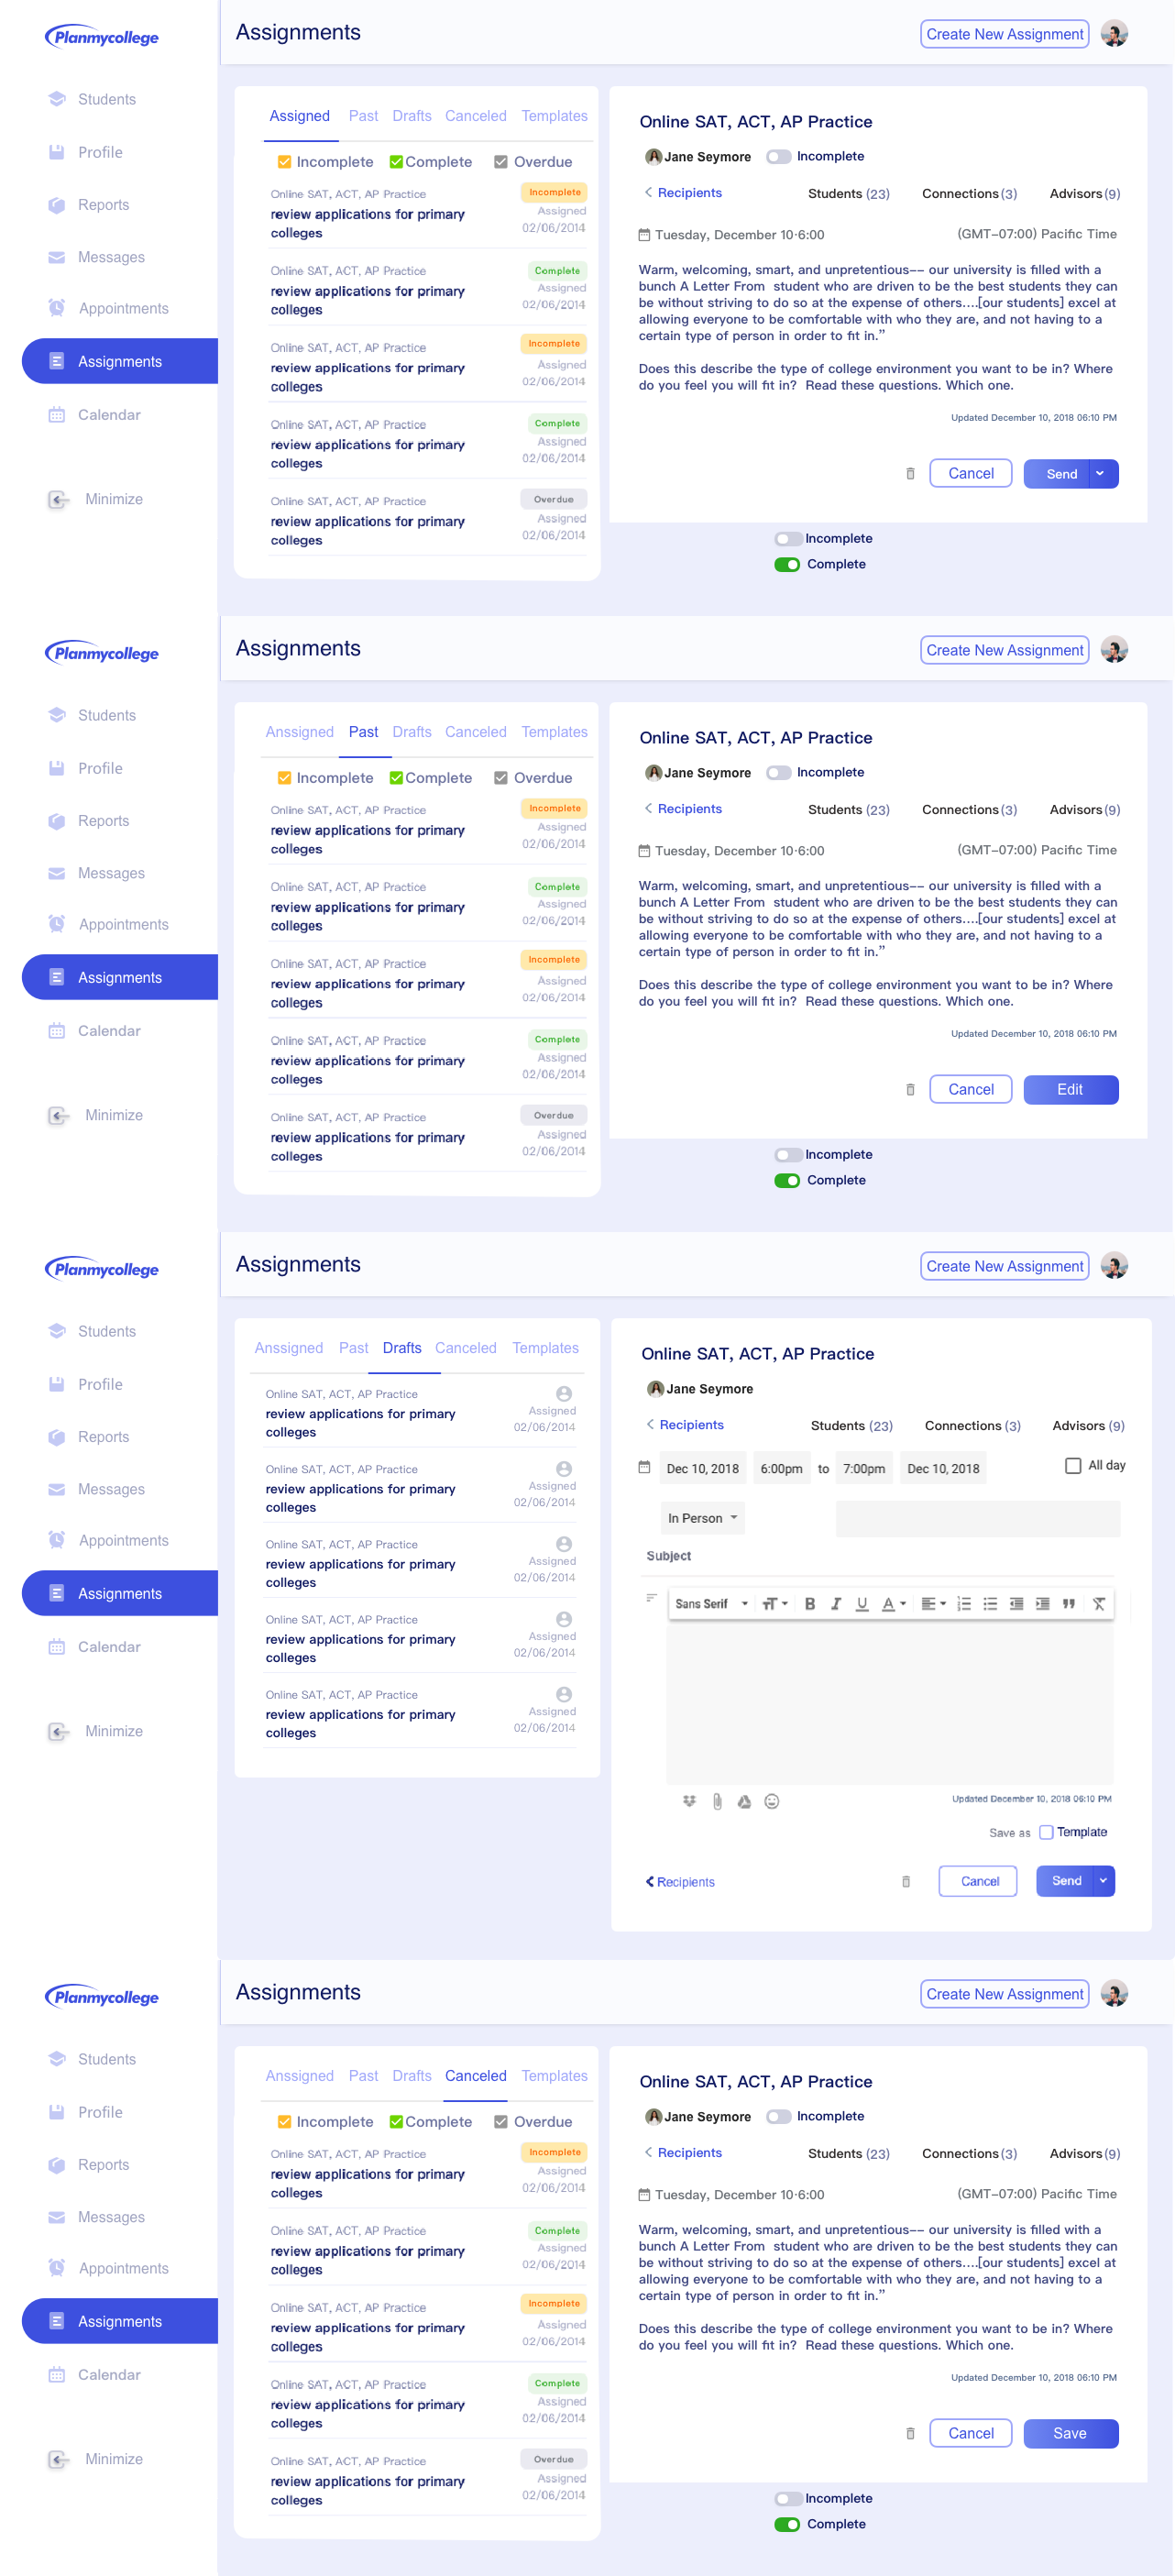 Planmycollege
Students
Profile
Reports
Messages
Appointments
Assignments
Calendar
Minimize
Assignments
Create New Assignment
Assigned Past Drafts Canceled Templates
Incomplete Complete Overdue
Online SAT, ACT, AP Practice
Incomplete
review applications for primary
colleges
Assigned
02/06/2014
Online SAT, ACT, AP Practice
Complete
review applications for primary
colleges
Assigned
02/06/2014
Online SAT, ACT, AP Practice
Incomplete
review applications for primary
colleges
Assigned
02/06/2014
Online SAT, ACT, AP Practice
Complete
review applications for primary
colleges
Assigned
02/06/2014
Online SAT, ACT, AP Practice
Overdue
review applications for primary
colleges
Assigned
02/06/2014
Online SAT, ACT, AP Practice
Jane Seymore Incomplete
Recipients Students (23) Connections (3) Advisors (9)
Tuesday, December 10·6:00 (GMT–07:00) Pacific Time
Warm, welcoming, smart, and unpretentious–– our university is filled with a
bunch A Letter From student who are driven to be the best students they can
be without striving to do so at the expense of others....[our students] excel at
allowing everyone to be comfortable with who they are, and not having to a
certain type of person in order to fit in.”
Does this describe the type of college environment you want to be in? Where
do you feel you will fit in? Read these questions. Which one.
Updated December 10, 2018 06:10 PM
Cancel Send
Incomplete
Complete
Planmycollege
Students
Profile
Reports
Messages
Appointments
Assignments
Calendar
Minimize
Assignments
Create New Assignment
Anssigned Past Drafts Canceled Templates
Incomplete Complete Overdue
Online SAT, ACT, AP Practice
Incomplete
review applications for primary
colleges
Assigned
02/06/2014
Online SAT, ACT, AP Practice
Complete
review applications for primary
colleges
Assigned
02/06/2014
Online SAT, ACT, AP Practice
Incomplete
review applications for primary
colleges
Assigned
02/06/2014
Online SAT, ACT, AP Practice
Complete
review applications for primary
colleges
Assigned
02/06/2014
Online SAT, ACT, AP Practice
Overdue
review applications for primary
colleges
Assigned
02/06/2014
Online SAT, ACT, AP Practice
Jane Seymore Incomplete
Recipients Students (23) Connections (3) Advisors (9)
Tuesday, December 10·6:00 (GMT–07:00) Pacific Time
Warm, welcoming, smart, and unpretentious–– our university is filled with a
bunch A Letter From student who are driven to be the best students they can
be without striving to do so at the expense of others....[our students] excel at
allowing everyone to be comfortable with who they are, and not having to a
certain type of person in order to fit in.”
Does this describe the type of college environment you want to be in? Where
do you feel you will fit in? Read these questions. Which one.
Updated December 10, 2018 06:10 PM
Cancel Edit
Incomplete
Complete
Planmycollege
Students
Profile
Reports
Messages
Appointments
Assignments
Calendar
Minimize
Assignments
Create New Assignment
Anssigned Past Drafts Canceled Templates
Online SAT, ACT, AP Practice
review applications for primary
colleges
Assigned
02/06/2014
Online SAT, ACT, AP Practice
review applications for primary
colleges
Assigned
02/06/2014
Online SAT, ACT, AP Practice
review applications for primary
colleges
Assigned
02/06/2014
Online SAT, ACT, AP Practice
review applications for primary
colleges
Assigned
02/06/2014
Online SAT, ACT, AP Practice
review applications for primary
colleges
Assigned
02/06/2014
Online SAT, ACT, AP Practice
Jane Seymore
Recipients Students (23) Connections (3) Advisors (9)
Dec 10, 2018 6:00pm to 7:00pm Dec 10, 2018 All day
In Person
Subject
Sans Serif
Updated December 10, 2018 06:10 PM
Save as Template
Recipients Cancel Send
Planmycollege
Students
Profile
Reports
Messages
Appointments
Assignments
Calendar
Minimize
Assignments
Create New Assignment
Anssigned Past Drafts Canceled Templates
Incomplete Complete Overdue
Online SAT, ACT, AP Practice
Incomplete
review applications for primary
colleges
Assigned
02/06/2014
Online SAT, ACT, AP Practice
Complete
review applications for primary
colleges
Assigned
02/06/2014
Online SAT, ACT, AP Practice
Incomplete
review applications for primary
colleges
Assigned
02/06/2014
Online SAT, ACT, AP Practice
Complete
review applications for primary
colleges
Assigned
02/06/2014
Online SAT, ACT, AP Practice
Overdue
review applications for primary
colleges
Assigned
02/06/2014
Online SAT, ACT, AP Practice
Jane Seymore Incomplete
Recipients Students (23) Connections (3) Advisors (9)
Tuesday, December 10·6:00 (GMT–07:00) Pacific Time
Warm, welcoming, smart, and unpretentious–– our university is filled with a
bunch A Letter From student who are driven to be the best students they can
be without striving to do so at the expense of others....[our students] excel at
allowing everyone to be comfortable with who they are, and not having to a
certain type of person in order to fit in.”
Does this describe the type of college environment you want to be in? Where
do you feel you will fit in? Read these questions. Which one.
Updated December 10, 2018 06:10 PM
Cancel Save
Incomplete
Complete